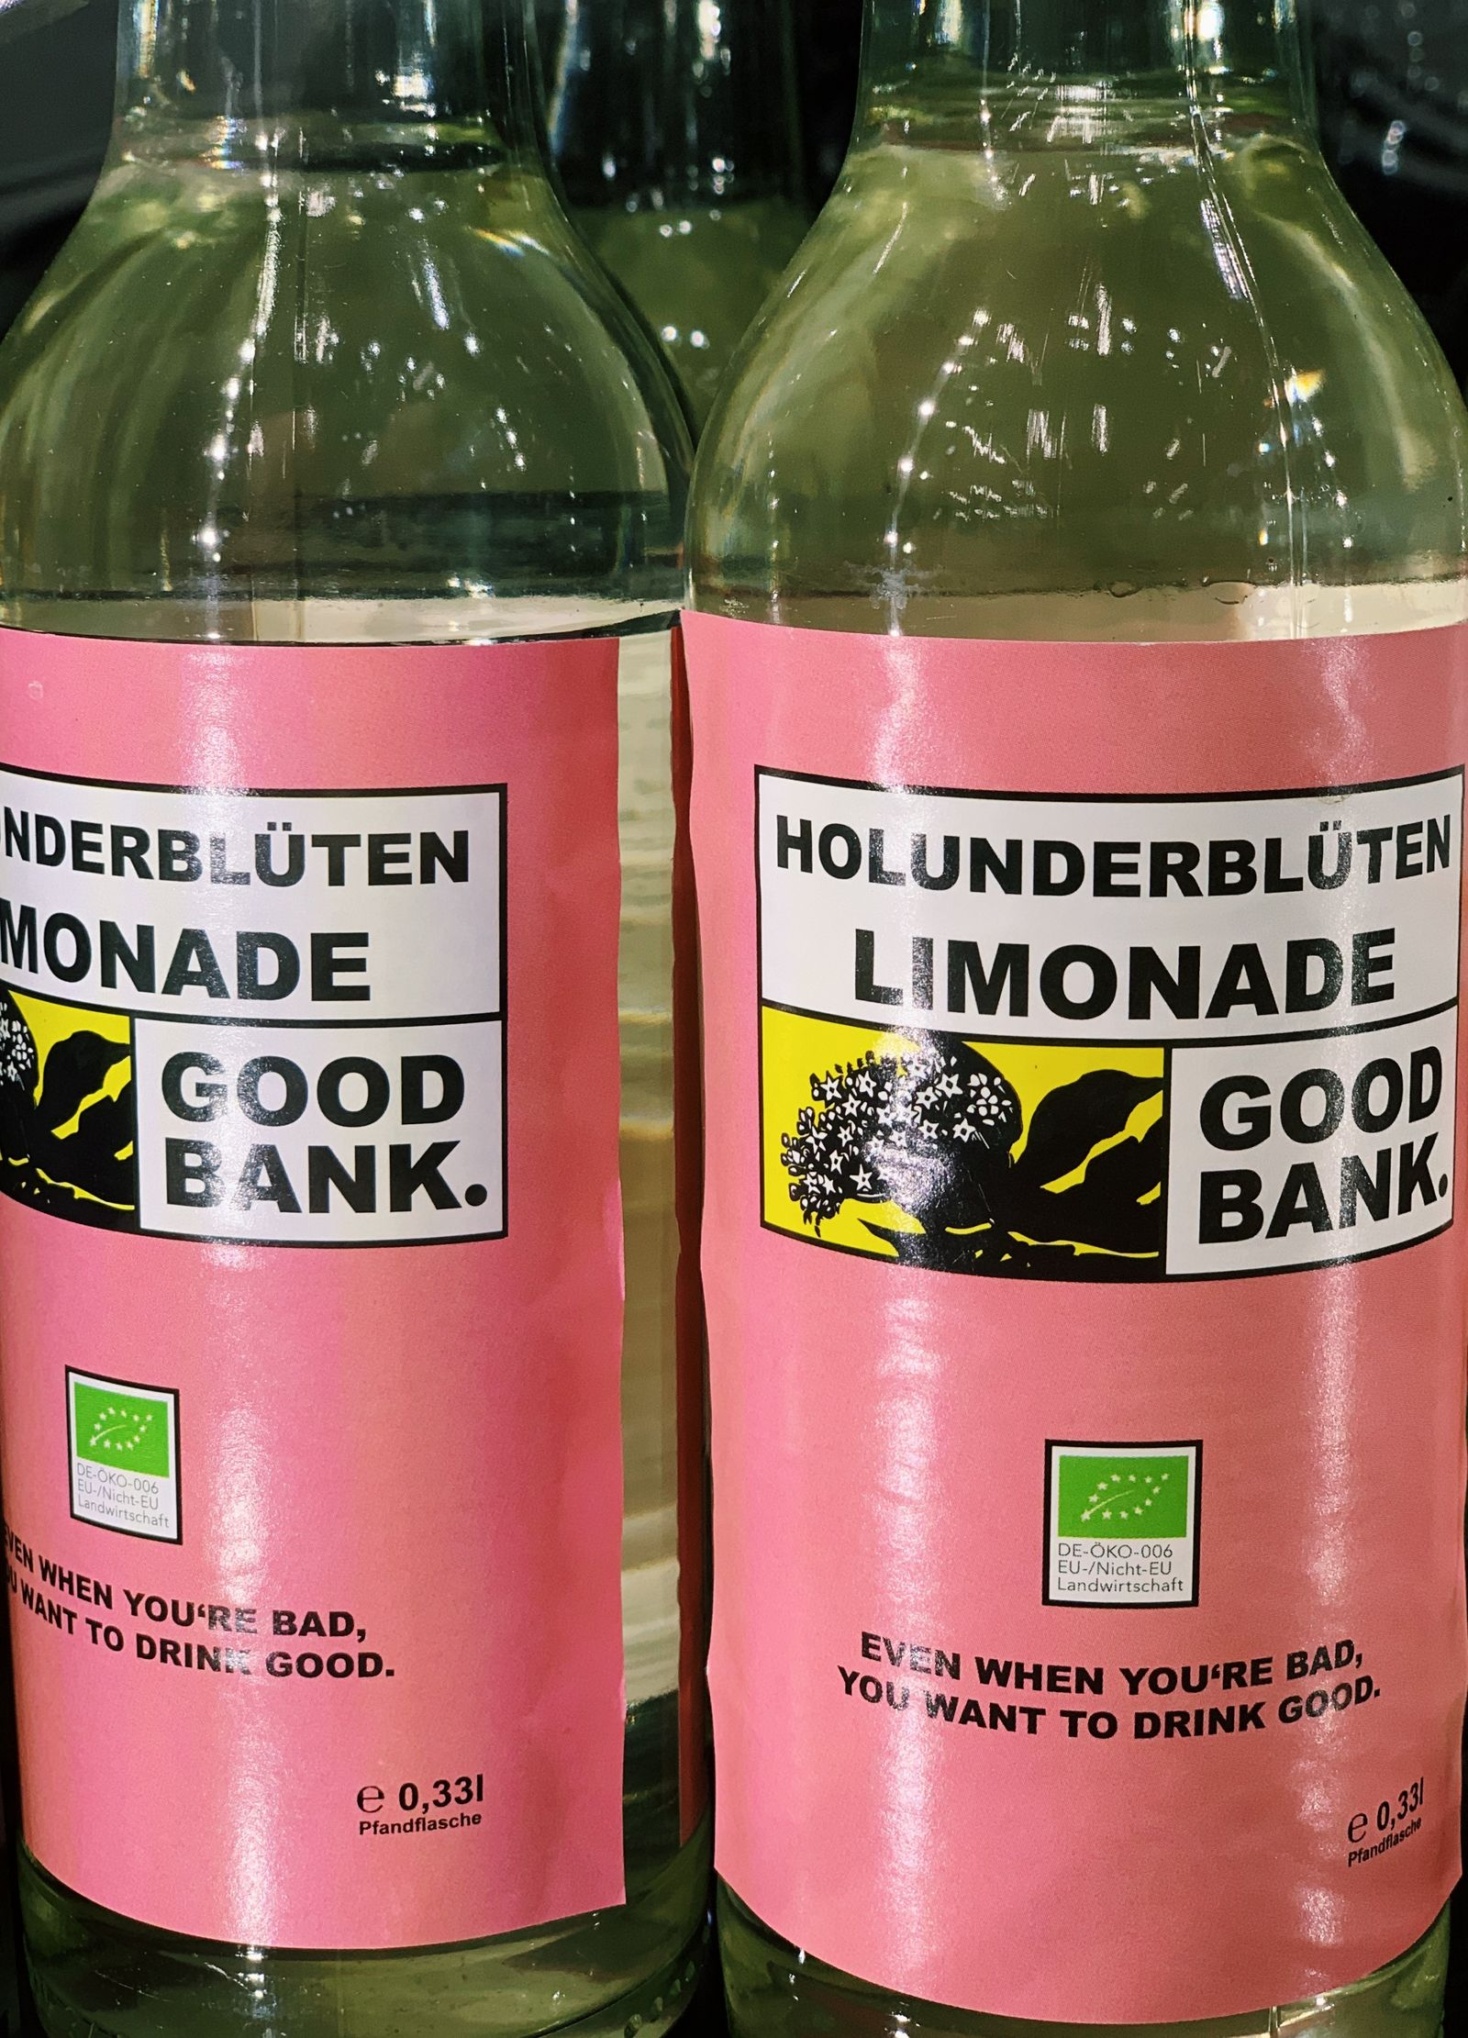 NDERBLÜTEN
MONADE
GOOD
BANK.
DE-ÖKO-006
EU-/Nicht-EU
Landwirtschaft
EVEN WHEN YOU‘RE BAD,
WANT TO DRINK GOOD.
℮ 0,33l
Pfandflasche
HOLUNDERBLÜTEN
LIMONADE
GOOD
BANK.
DE-ÖKO-006
EU-/Nicht-EU
Landwirtschaft
EVEN WHEN YOU‘RE BAD,
YOU WANT TO DRINK GOOD.
℮ 0,33l
Pfandflasche